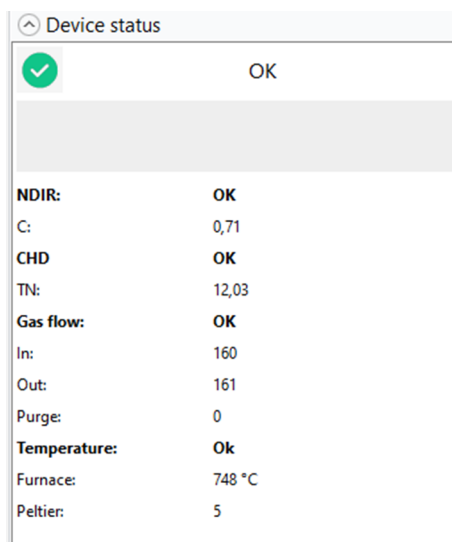 Device status
OK
NDIR: OK
C: 0,71
CHD OK
TN: 12,03
Gas flow: OK
In: 160
Out: 161
Purge: 0
Temperature: Ok
Furnace: 748 °C
Peltier: 5